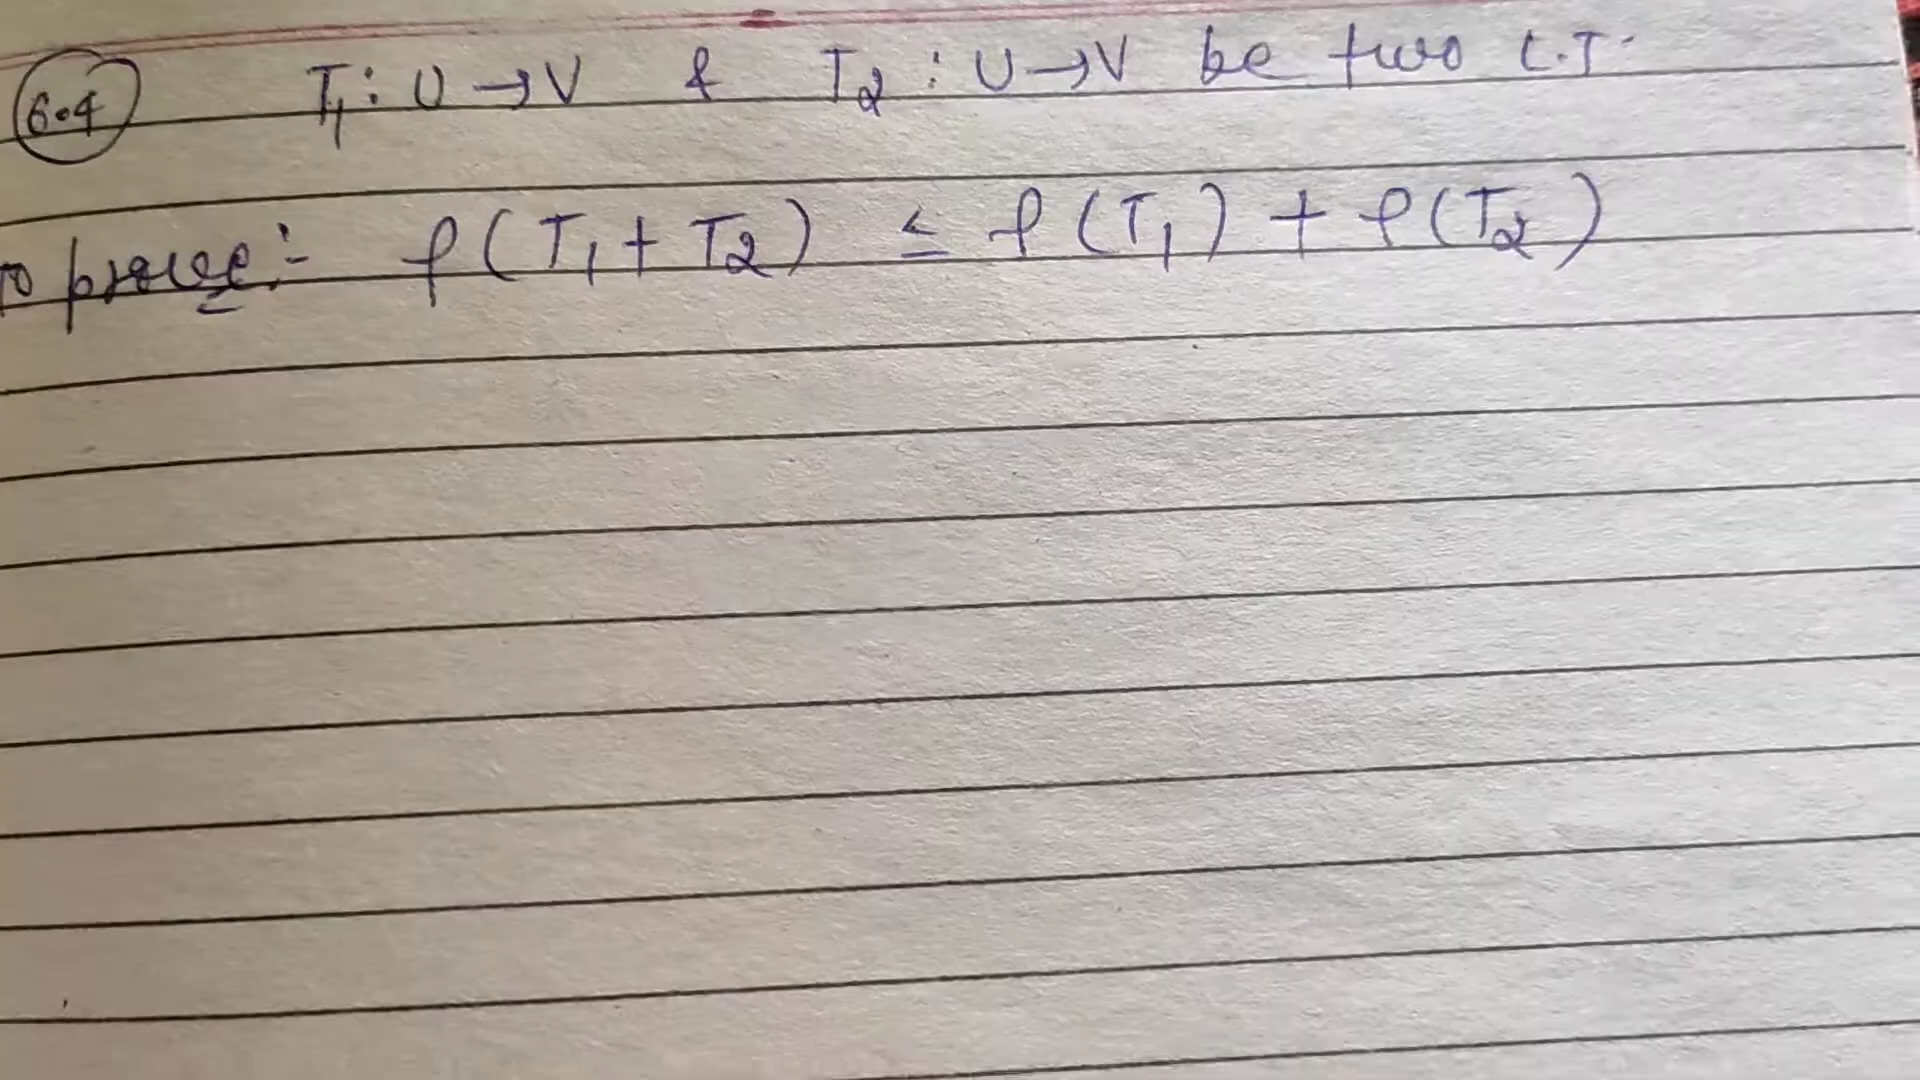 6.4 T₁ : U → V & T₂ : U → V be two L.T.
To prove:- ρ(T₁ + T₂) ≤ ρ(T₁) + ρ(T₂)